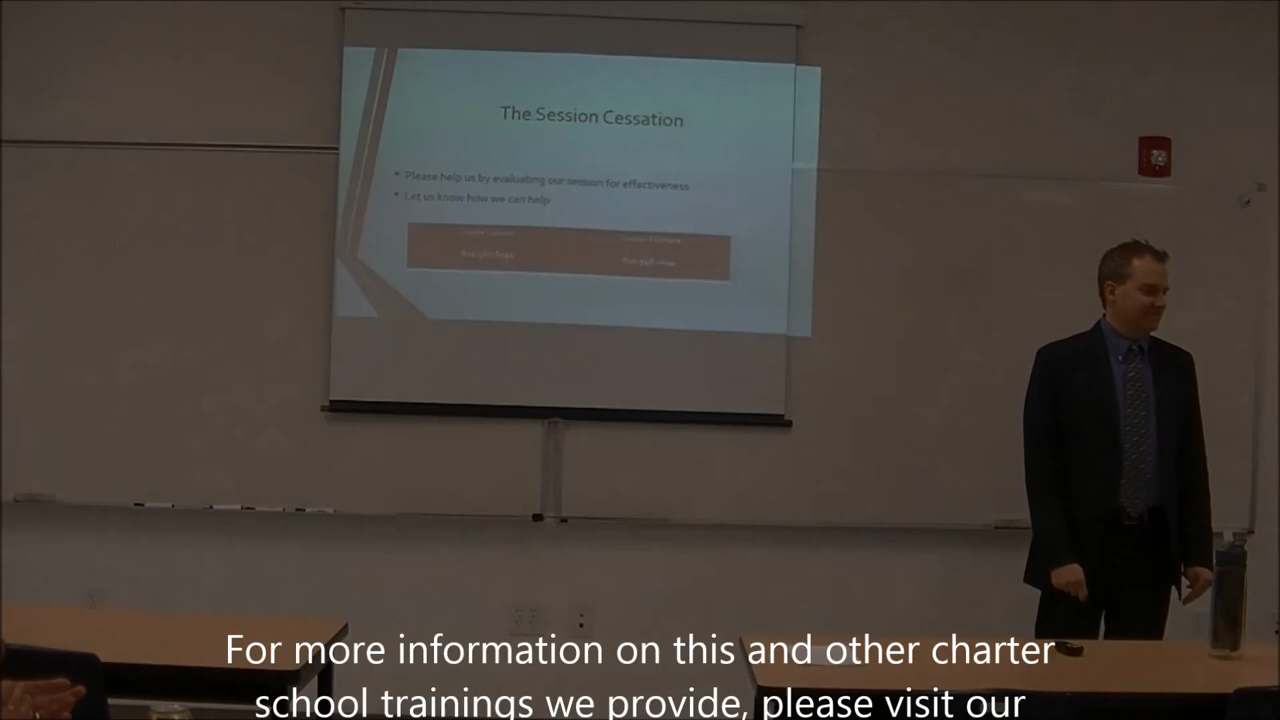 The Session Cessation
Please help us by evaluating our session for effectiveness
Let us know how we can help
For more information on this and other charter
school trainings we provide, please visit our